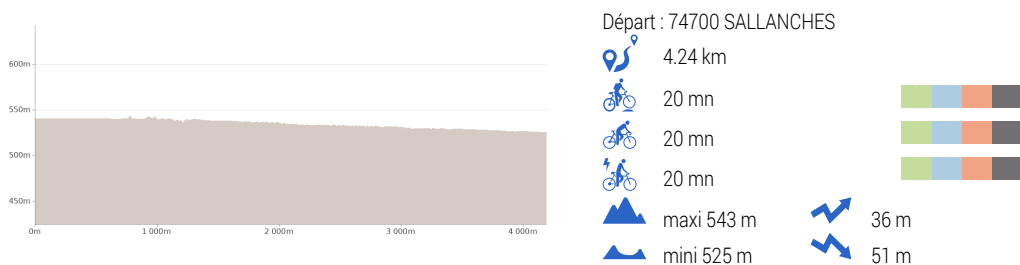 600m
550m
500m
450m
0m 1 000m 2 000m 3 000m 4 000m
Départ : 74700 SALLANCHES
4.24 km
20 mn
20 mn
20 mn
maxi 543 m 36 m
mini 525 m 51 m